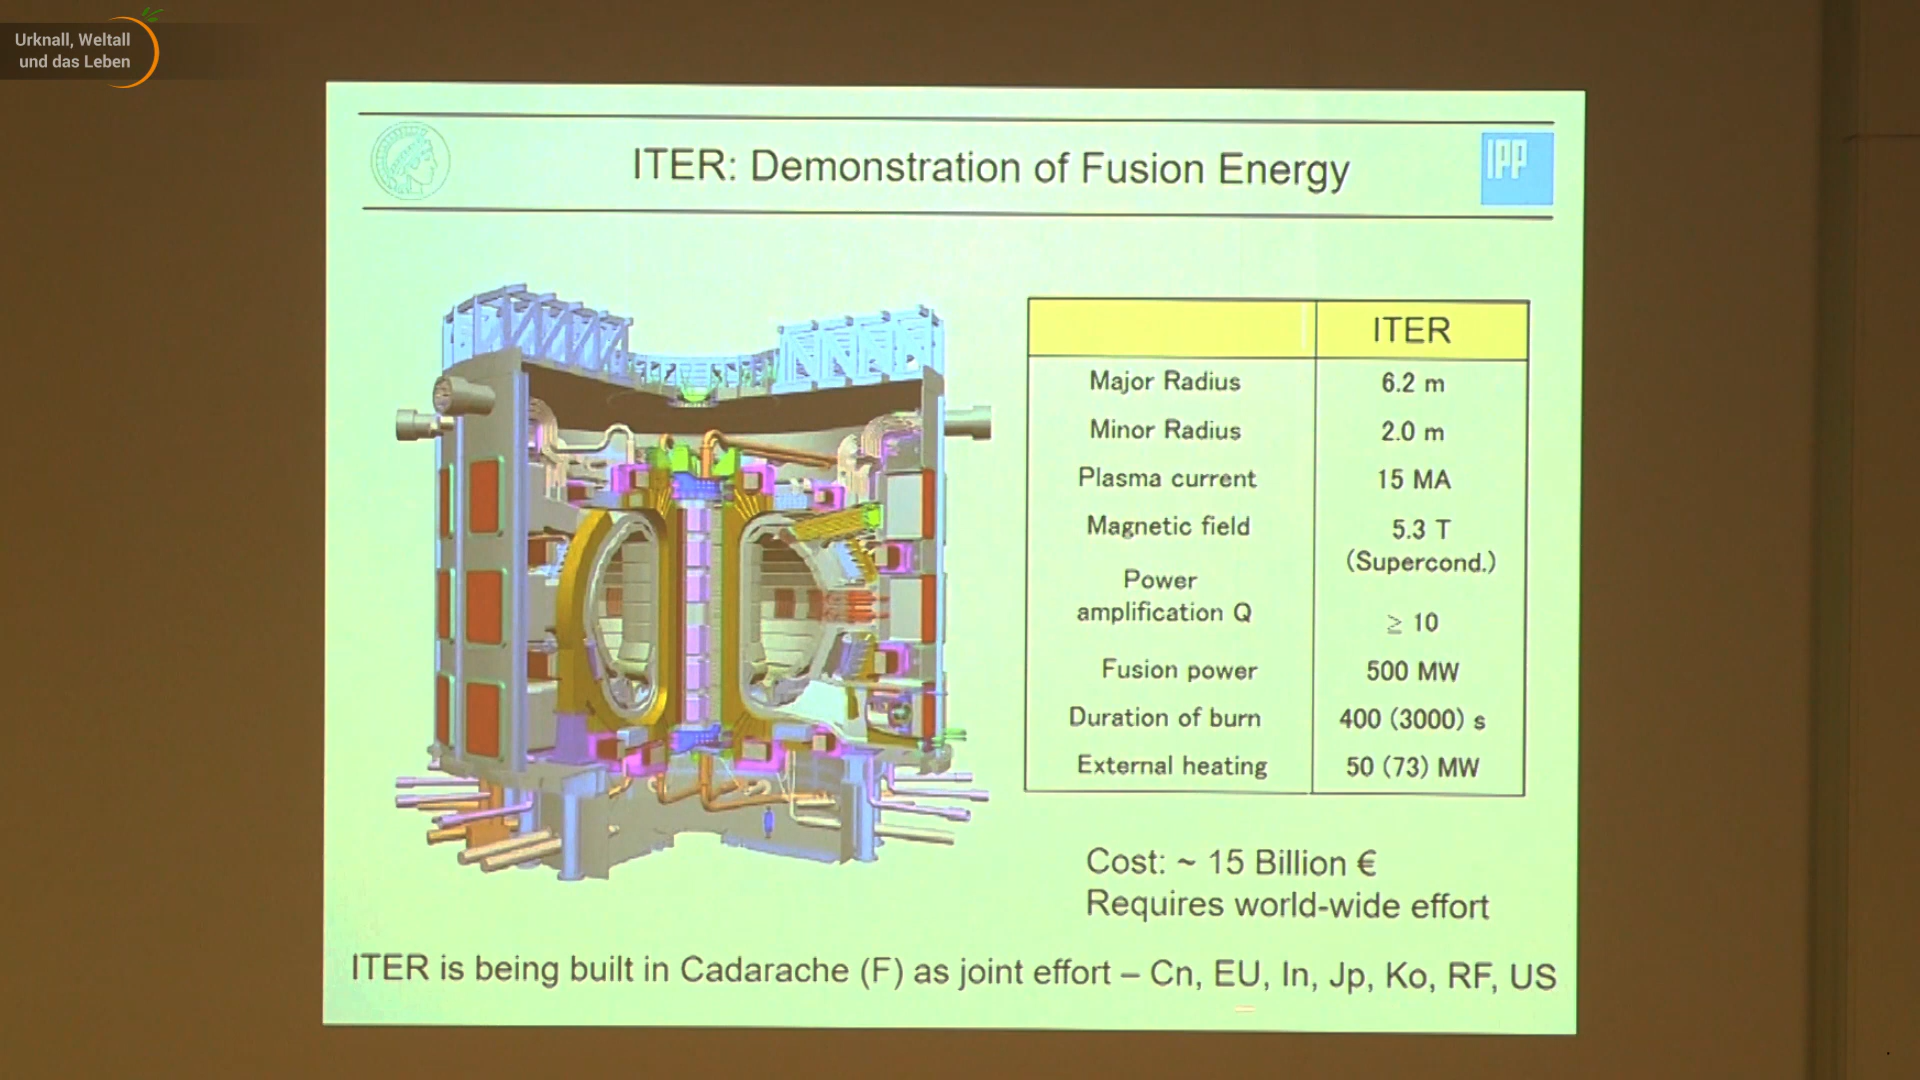 Urknall, Weltall
und das Leben
ITER: Demonstration of Fusion Energy
IPP
ITER
Major Radius 6.2 m
Minor Radius 2.0 m
Plasma current 15 MA
Magnetic field 5.3 T
(Supercond.)
Power
amplification Q ≥ 10
Fusion power 500 MW
Duration of burn 400 (3000) s
External heating 50 (73) MW
Cost: ~ 15 Billion €
Requires world-wide effort
ITER is being built in Cadarache (F) as joint effort – Cn, EU, In, Jp, Ko, RF, US